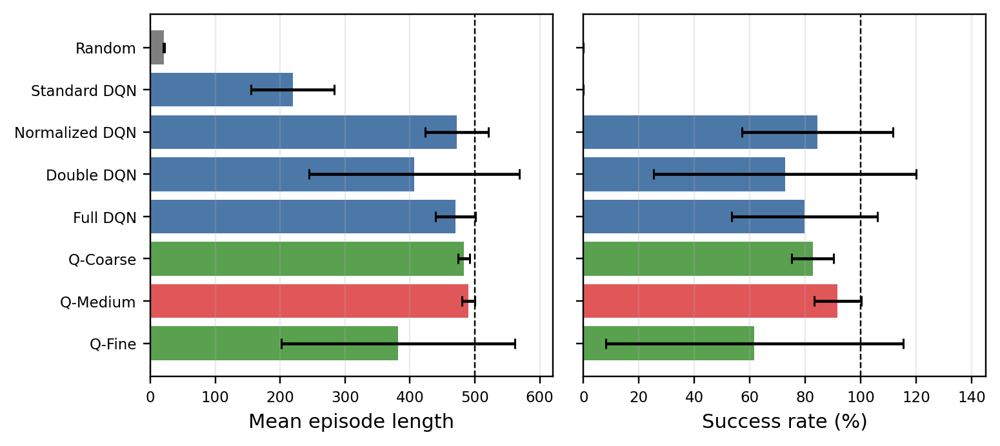 Random
Standard DQN
Normalized DQN
Double DQN
Full DQN
Q-Coarse
Q-Medium
Q-Fine
0 100 200 300 400 500 600
Mean episode length
0 20 40 60 80 100 120 140
Success rate (%)